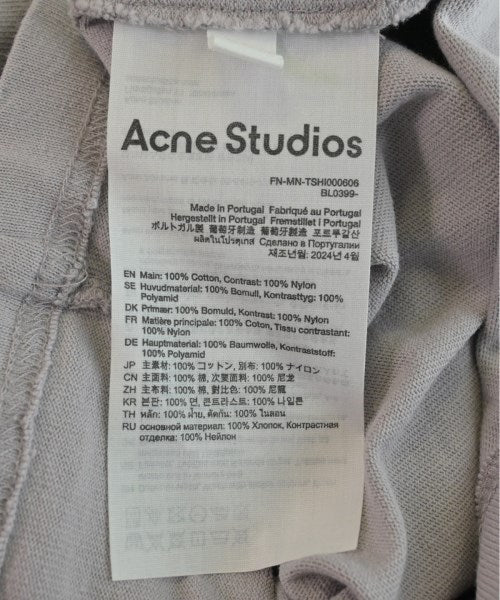 Acne Studios
FN-MN-TSHI000606
BL0399-
Made in Portugal Fabriqué au Portugal
Hergestellt in Portugal Fremstillet i Portugal
ポルトガル製 葡萄牙制造 葡萄牙製造 포르투갈산
ผลิตในโปรตุเกส Сделано в Португалии
제조년월: 2024년 4월
EN Main: 100% Cotton, Contrast: 100% Nylon
SE Huvudmaterial: 100% Bomull, Kontrasttyg: 100%
Polyamid
DK Primær: 100% Bomuld, Kontrast: 100% Nylon
FR Matière principale: 100% Coton, Tissu contrastant:
100% Nylon
DE Hauptmaterial: 100% Baumwolle, Kontraststoff:
100% Polyamid
JP 主素材: 100% コットン, 別布: 100% ナイロン
CN 主面料: 100% 棉, 次要面料: 100% 尼龙
ZH 主布料: 100% 棉, 對比色: 100% 尼龍
KR 본판: 100% 면, 콘트라스트: 100% 나일론
TH หลัก: 100% ฝ้าย, ตัดกัน: 100% ไนลอน
RU основной материал: 100% Хлопок, Контрастная
отделка: 100% Нейлон